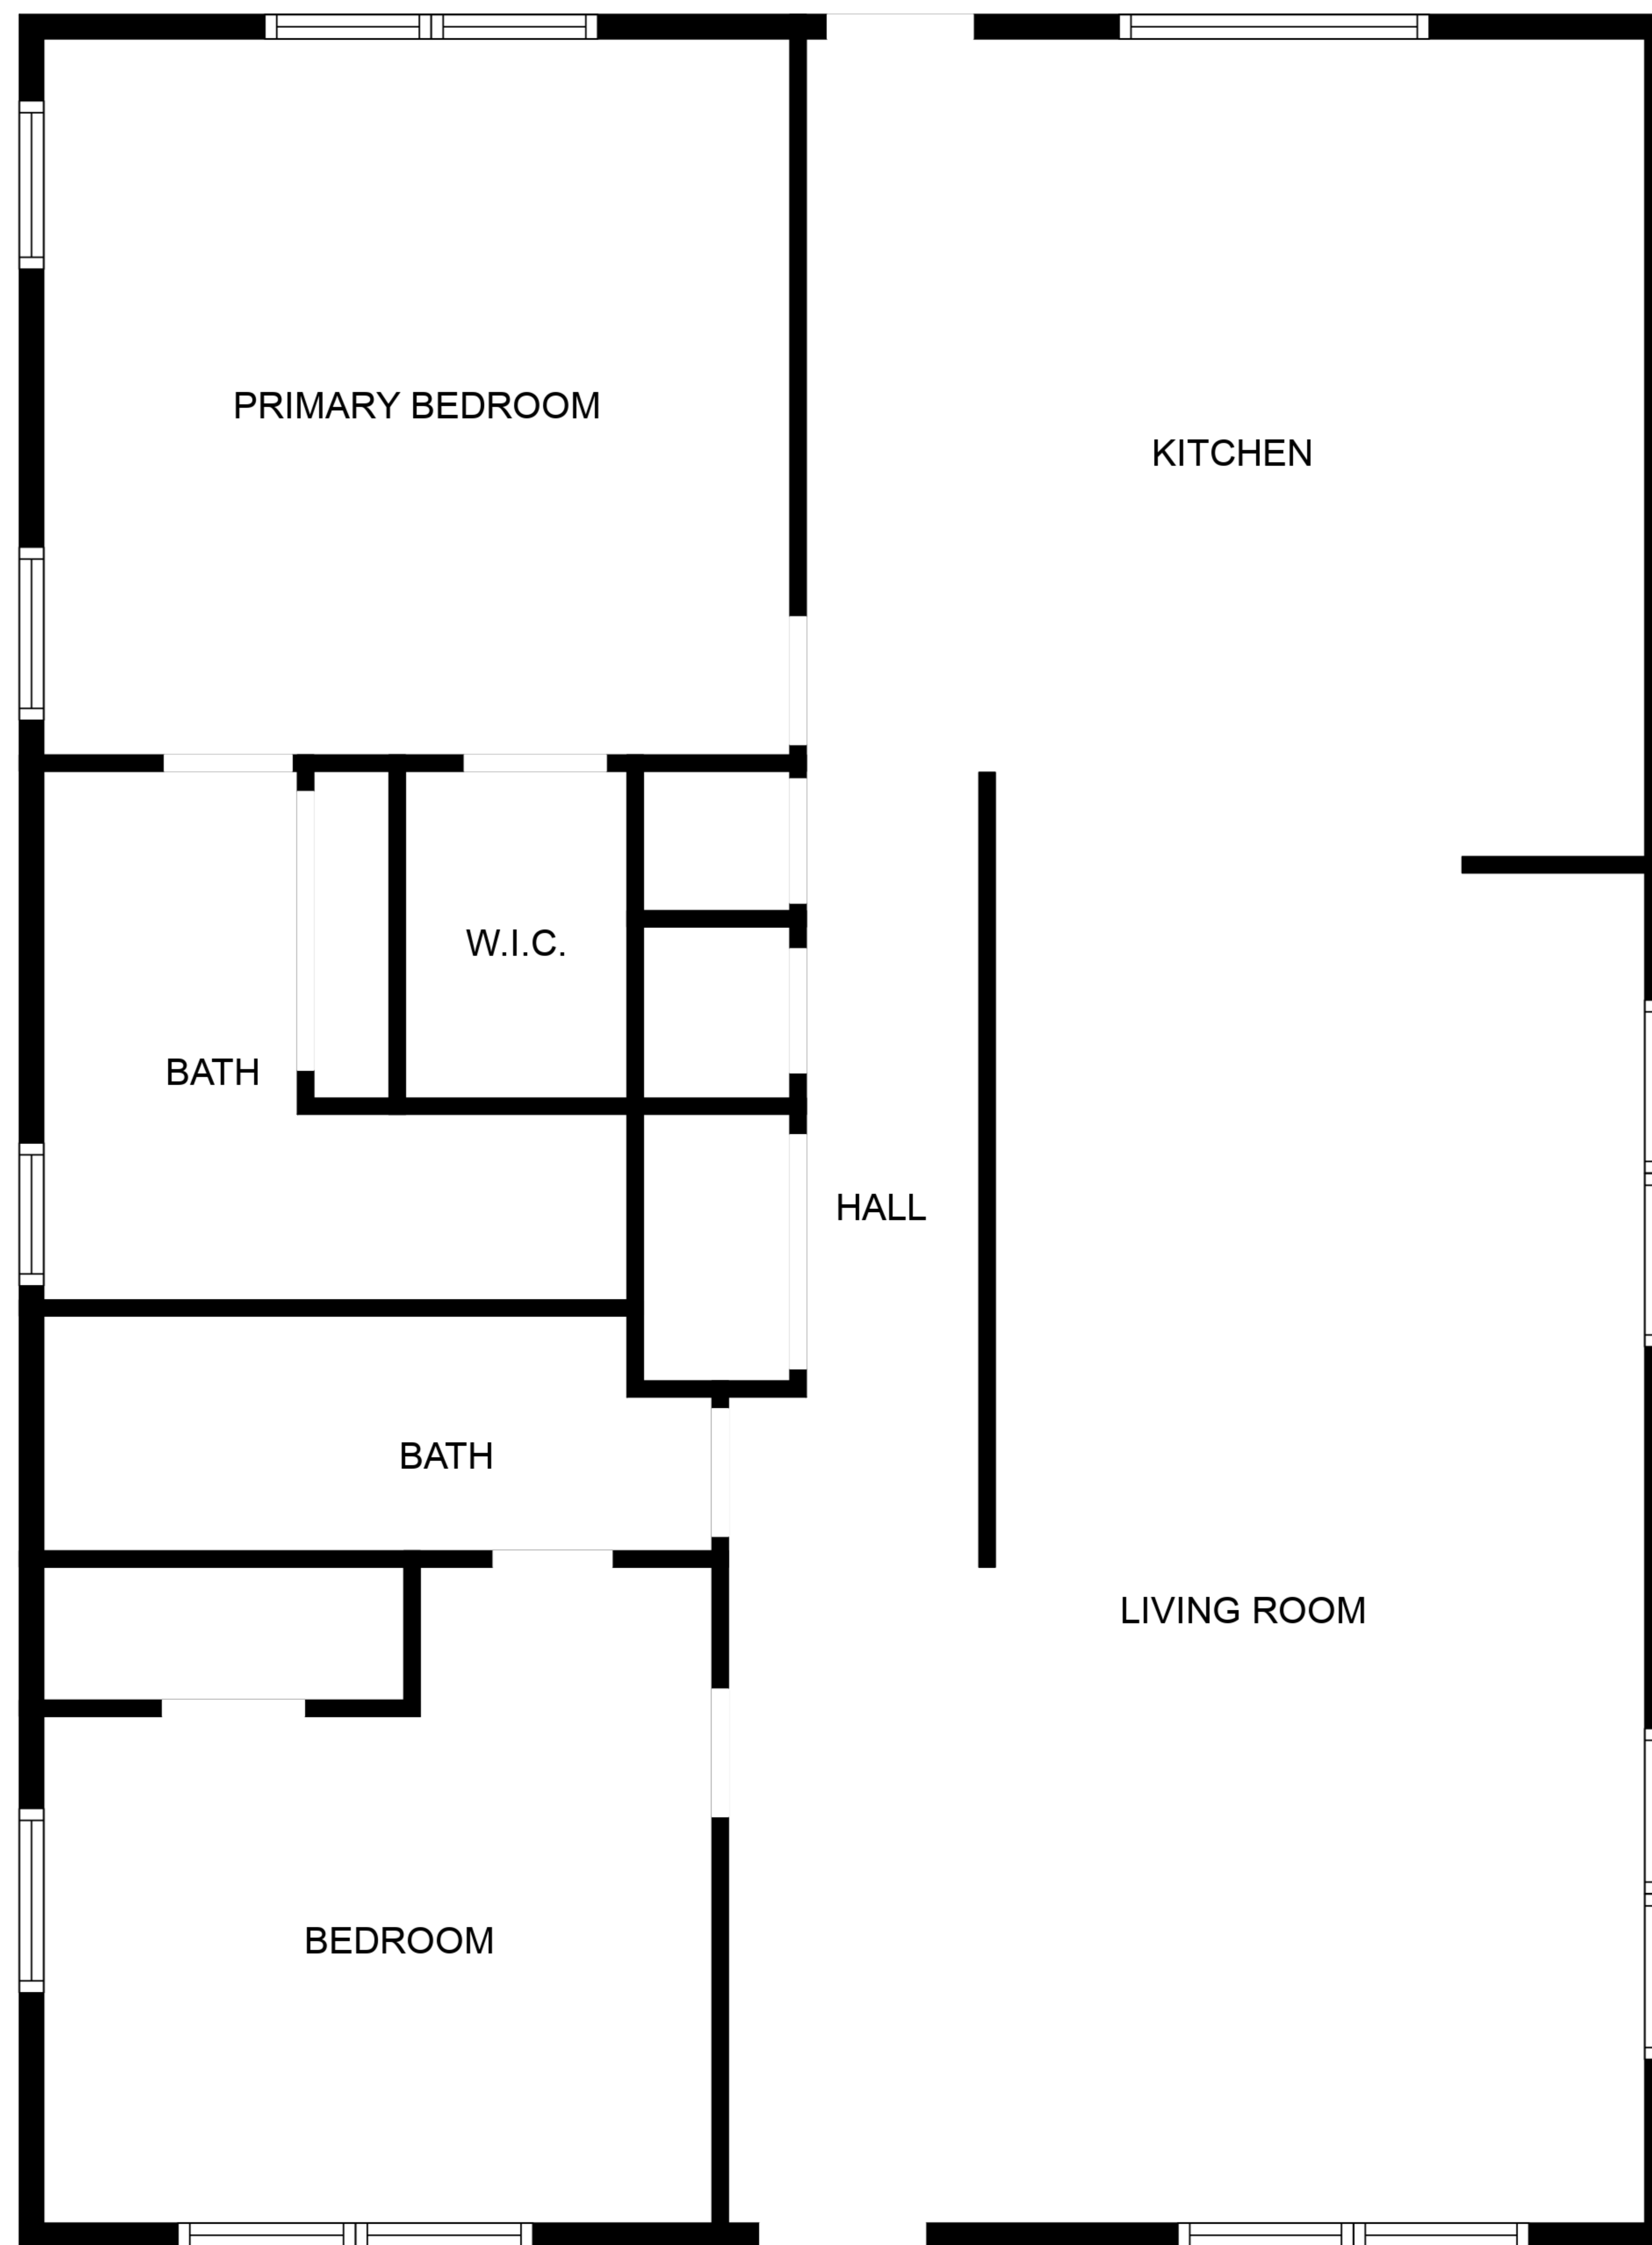 PRIMARY BEDROOM
KITCHEN
W.I.C.
BATH
HALL
BATH
LIVING ROOM
BEDROOM